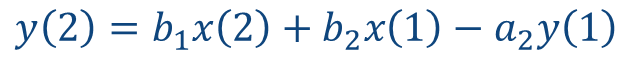 y(2) = b₁x(2) + b₂x(1) − a₂y(1)